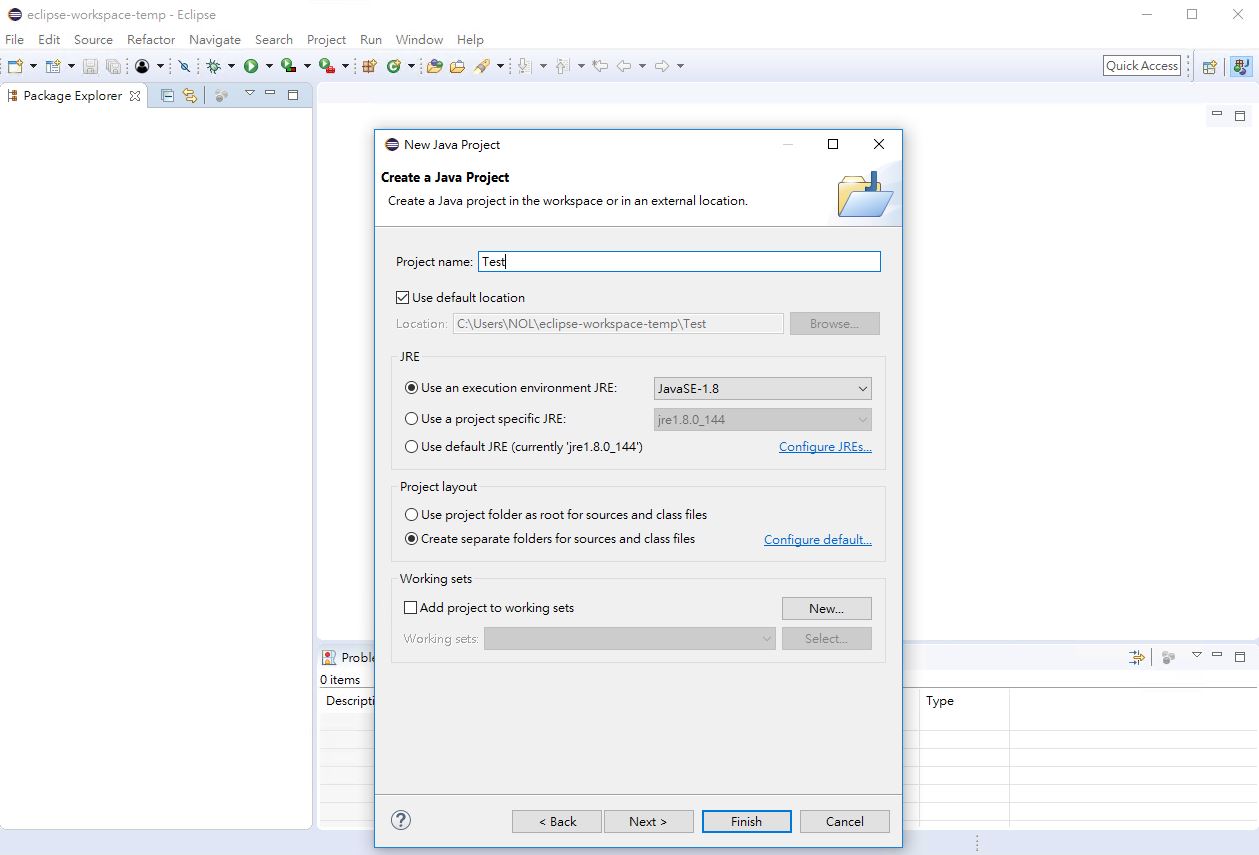 eclipse-workspace-temp - Eclipse
File Edit Source Refactor Navigate Search Project Run Window Help
Quick Access
Package Explorer
New Java Project
Create a Java Project
Create a Java project in the workspace or in an external location.
Project name: Test
Use default location
Location: C:\Users\NOL\eclipse-workspace-temp\Test Browse...
JRE
Use an execution environment JRE: JavaSE-1.8
Use a project specific JRE: jre1.8.0_144
Use default JRE (currently 'jre1.8.0_144') Configure JREs...
Project layout
Use project folder as root for sources and class files
Create separate folders for sources and class files Configure default...
Working sets
Add project to working sets New...
Working sets: Select...
Proble
0 items
Descripti Type
< Back Next > Finish Cancel